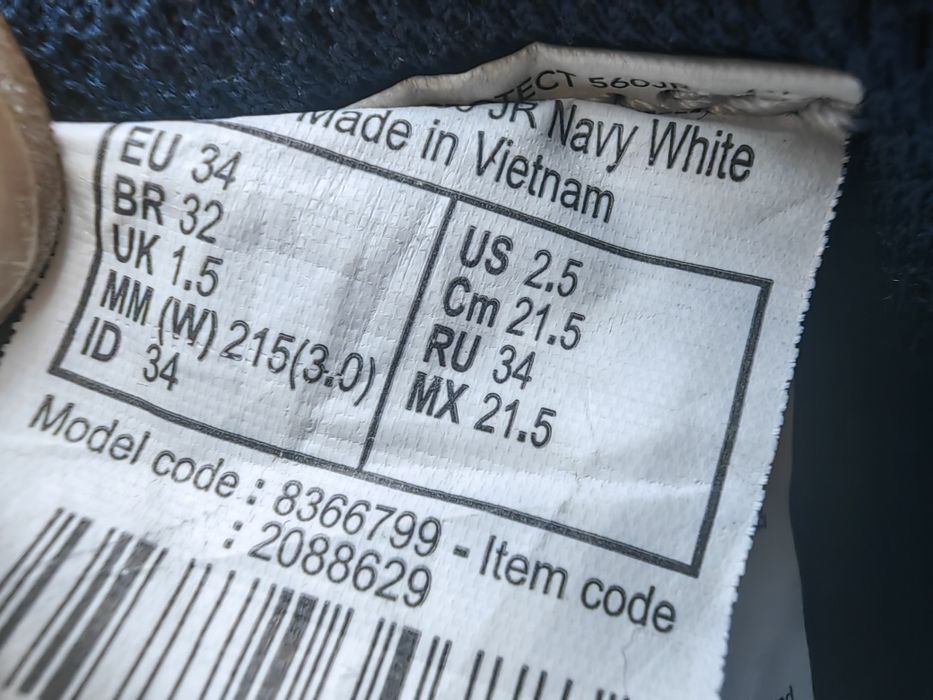 JR Navy White
Made in Vietnam
EU 34
BR 32
UK 1.5
MM (W) 215(3.0)
ID 34
US 2.5
Cm 21.5
RU 34
MX 21.5
Model code : 8366799 - Item code
: 2088629